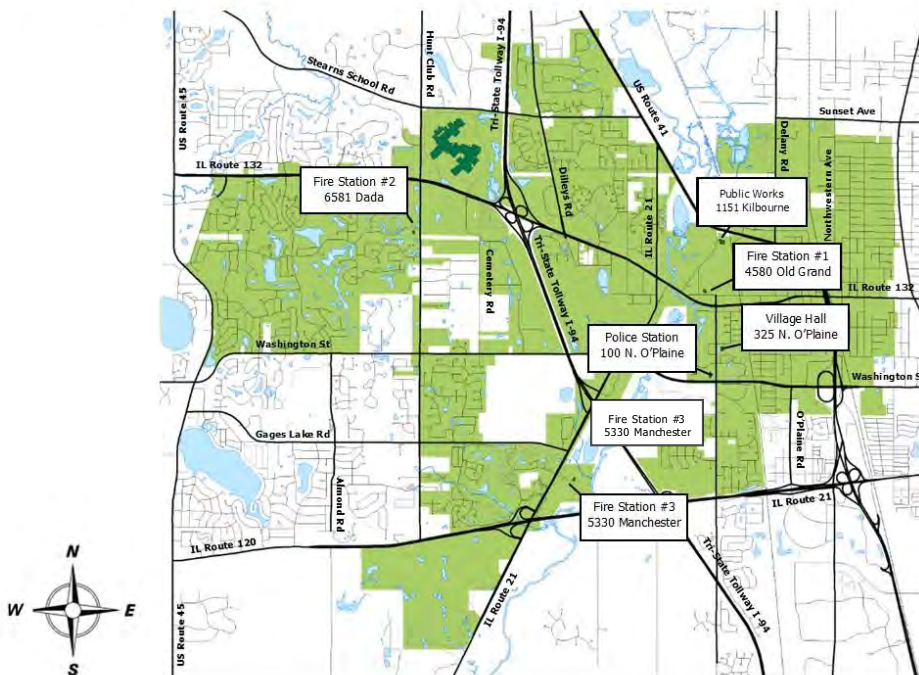 Stearns School Rd
Hunt Club Rd
Tri-State Tollway I-94
US Route 41
Sunset Ave
US Route 45
Delany Rd
Northwestern Ave
IL Route 132
Fire Station #2
6581 Dada
Dilleys Rd
IL Route 21
Public Works
1151 Kilbourne
Fire Station #1
4580 Old Grand
Cemetery Rd
Tri-State Tollway I-94
IL Route 132
Village Hall
325 N. O'Plaine
Police Station
100 N. O'Plaine
Washington St
Washington S
Fire Station #3
5330 Manchester
O'Plaine Rd
Gages Lake Rd
Almond Rd
Fire Station #3
5330 Manchester
IL Route 21
IL Route 120
Tri-State Tollway I-94
IL Route 21
US Route 45
N
W
E
S